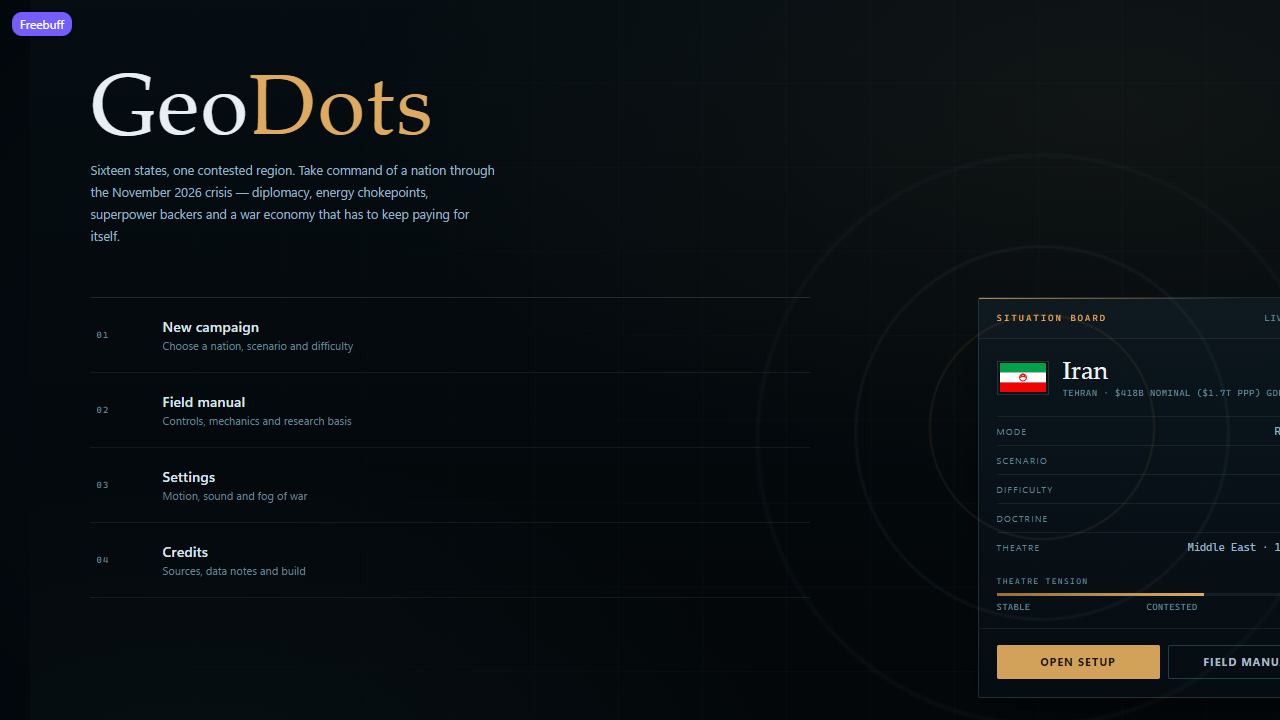 Freebuff
GeoDots
Sixteen states, one contested region. Take command of a nation through
the November 2026 crisis — diplomacy, energy chokepoints,
superpower backers and a war economy that has to keep paying for
itself.
01
New campaign
Choose a nation, scenario and difficulty
02
Field manual
Controls, mechanics and research basis
03
Settings
Motion, sound and fog of war
04
Credits
Sources, data notes and build
SITUATION BOARD
Iran
TEHRAN · $418B NOMINAL ($1.7T PPP)
MODE
SCENARIO
DIFFICULTY
DOCTRINE
THEATRE
Middle East ·
THEATRE TENSION
STABLE CONTESTED
OPEN SETUP
FIELD